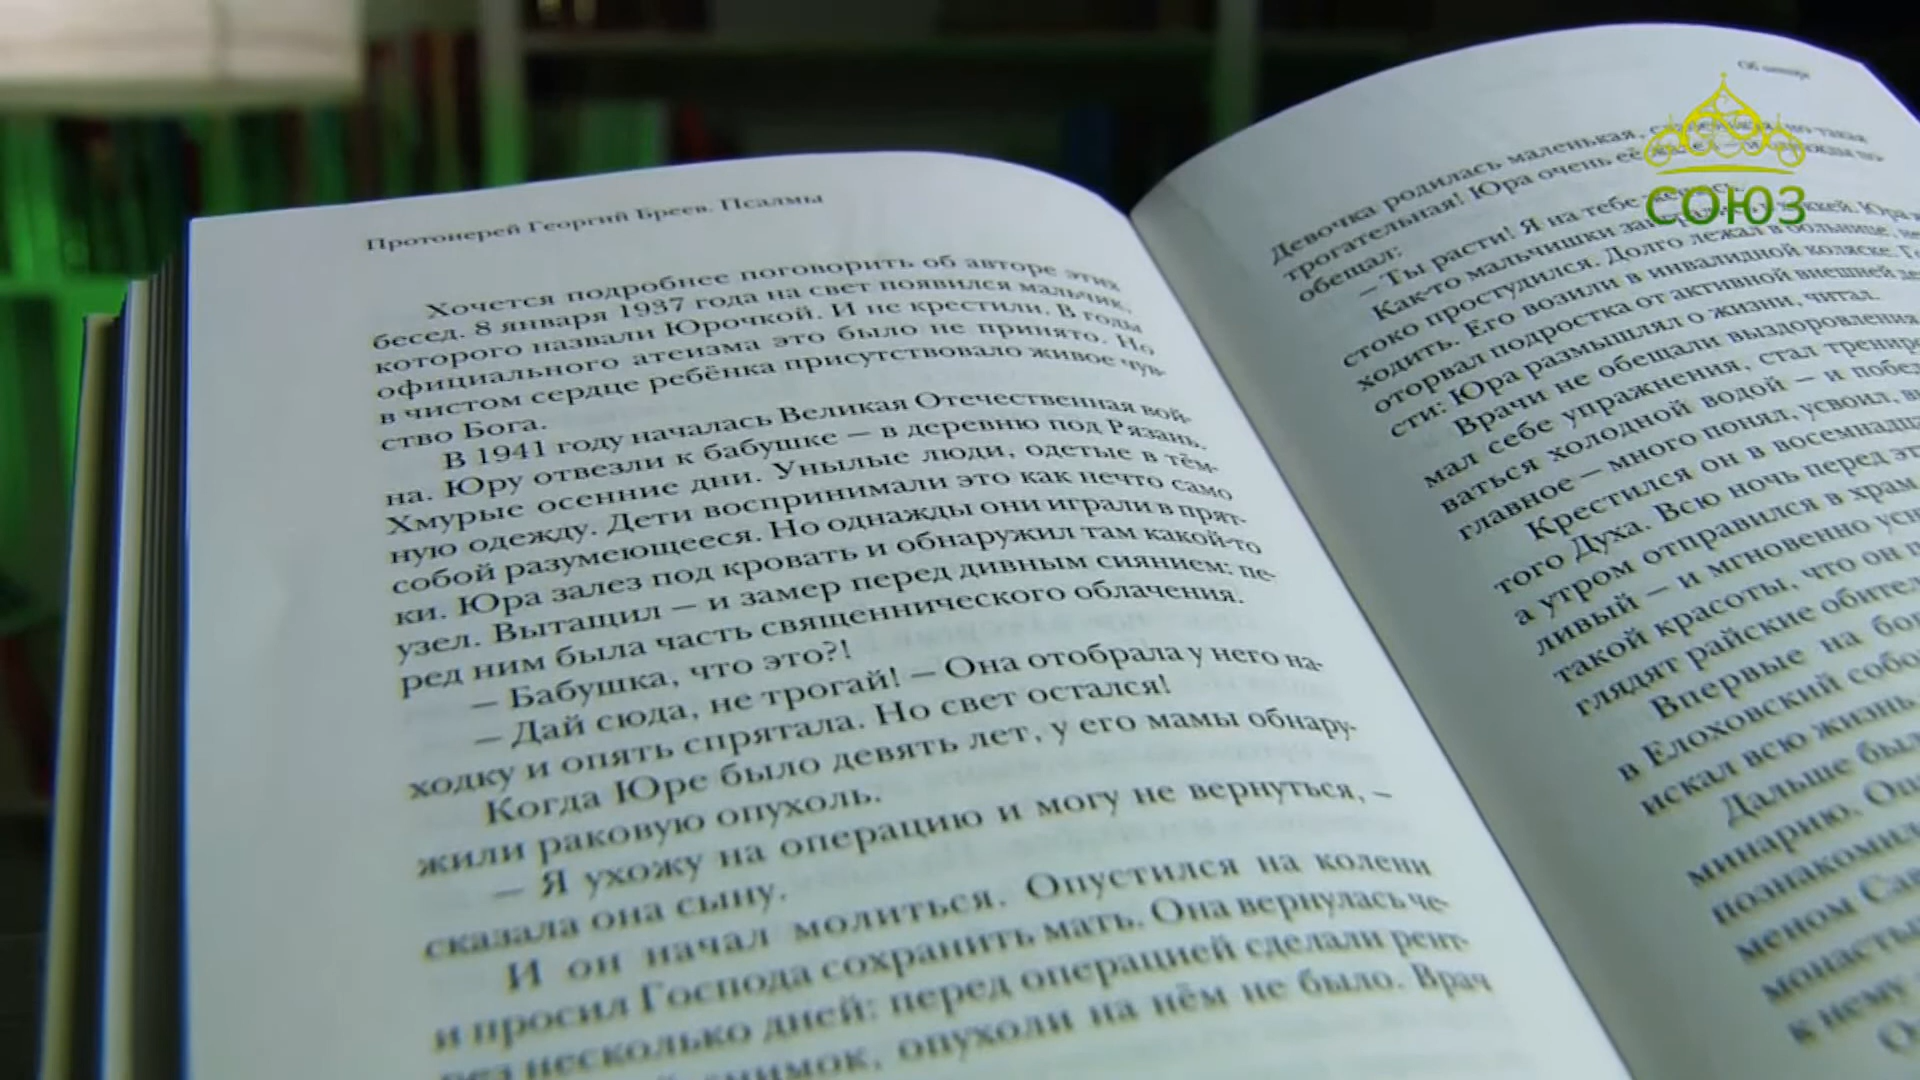 Протоиерей Георгий Бреев. Псалмы
Хочется подробнее поговорить об авторе этих
бесед. 8 января 1937 года на свет появился мальчик,
которого назвали Юрочкой. И не крестили. В годы
официального атеизма это было не принято. Но
в чистом сердце ребёнка присутствовало живое чув-
ство Бога.
В 1941 году началась Великая Отечественная вой-
на. Юру отвезли к бабушке — в деревню под Рязань.
Хмурые осенние дни. Унылые люди, одетые в тём-
ную одежду. Дети воспринимали это как нечто само
собой разумеющееся. Но однажды они играли в прят-
ки. Юра залез под кровать и обнаружил там какой-то
узел. Вытащил — и замер перед дивным сиянием: пе-
ред ним была часть священнического облачения.
— Бабушка, что это?!
— Дай сюда, не трогай! — Она отобрала у него на-
ходку и опять спрятала. Но свет остался!
Когда Юре было девять лет, у его мамы обнару-
жили раковую опухоль.
— Я ухожу на операцию и могу не вернуться, —
сказала она сыну.
И он начал молиться. Опустился на колени
и просил Господа сохранить мать. Она вернулась че-
рез несколько дней: перед операцией сделали рент-
снимок, опухоли на нём не было. Врач
Об авторе
Девочка родилась маленькая, но такая
трогательная! Юра очень её
обещал:
— Ты расти! Я на тебе женюсь.
Как-то мальчишки хоккей. Юра
стоко простудился. Долго лежал в больнице,
ходить. Его возили в инвалидной коляске.
оторвал подростка от активной внешней
сти: Юра размышлял о жизни, читал.
Врачи не обещали выздоровления
мал себе упражнения, стал
ваться холодной водой — и
главное — много понял, усвоил,
Крестился он в
того Духа. Всю ночь перед
а утром отправился в храм
ливый — и мгновенно
такой красоты, что он
глядят райские
Впервые на
в Елоховский
искал всю жизнь
Дальше
минарию.
меном
к нему
СОЮЗ